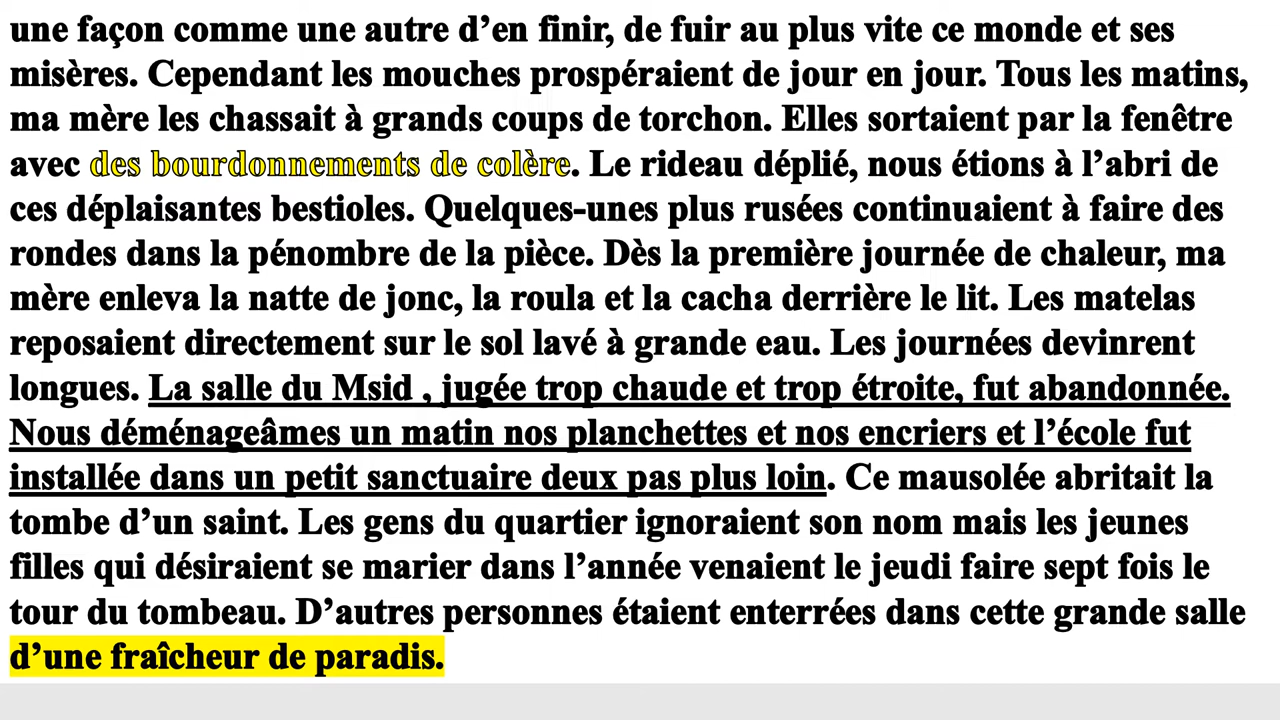 une façon comme une autre d’en finir, de fuir au plus vite ce monde et ses
misères. Cependant les mouches prospéraient de jour en jour. Tous les matins,
ma mère les chassait à grands coups de torchon. Elles sortaient par la fenêtre
avec des bourdonnements de colère. Le rideau déplié, nous étions à l’abri de
ces déplaisantes bestioles. Quelques-unes plus rusées continuaient à faire des
rondes dans la pénombre de la pièce. Dès la première journée de chaleur, ma
mère enleva la natte de jonc, la roula et la cacha derrière le lit. Les matelas
reposaient directement sur le sol lavé à grande eau. Les journées devinrent
longues. La salle du Msid , jugée trop chaude et trop étroite, fut abandonnée.
Nous déménageâmes un matin nos planchettes et nos encriers et l’école fut
installée dans un petit sanctuaire deux pas plus loin. Ce mausolée abritait la
tombe d’un saint. Les gens du quartier ignoraient son nom mais les jeunes
filles qui désiraient se marier dans l’année venaient le jeudi faire sept fois le
tour du tombeau. D’autres personnes étaient enterrées dans cette grande salle
d’une fraîcheur de paradis.